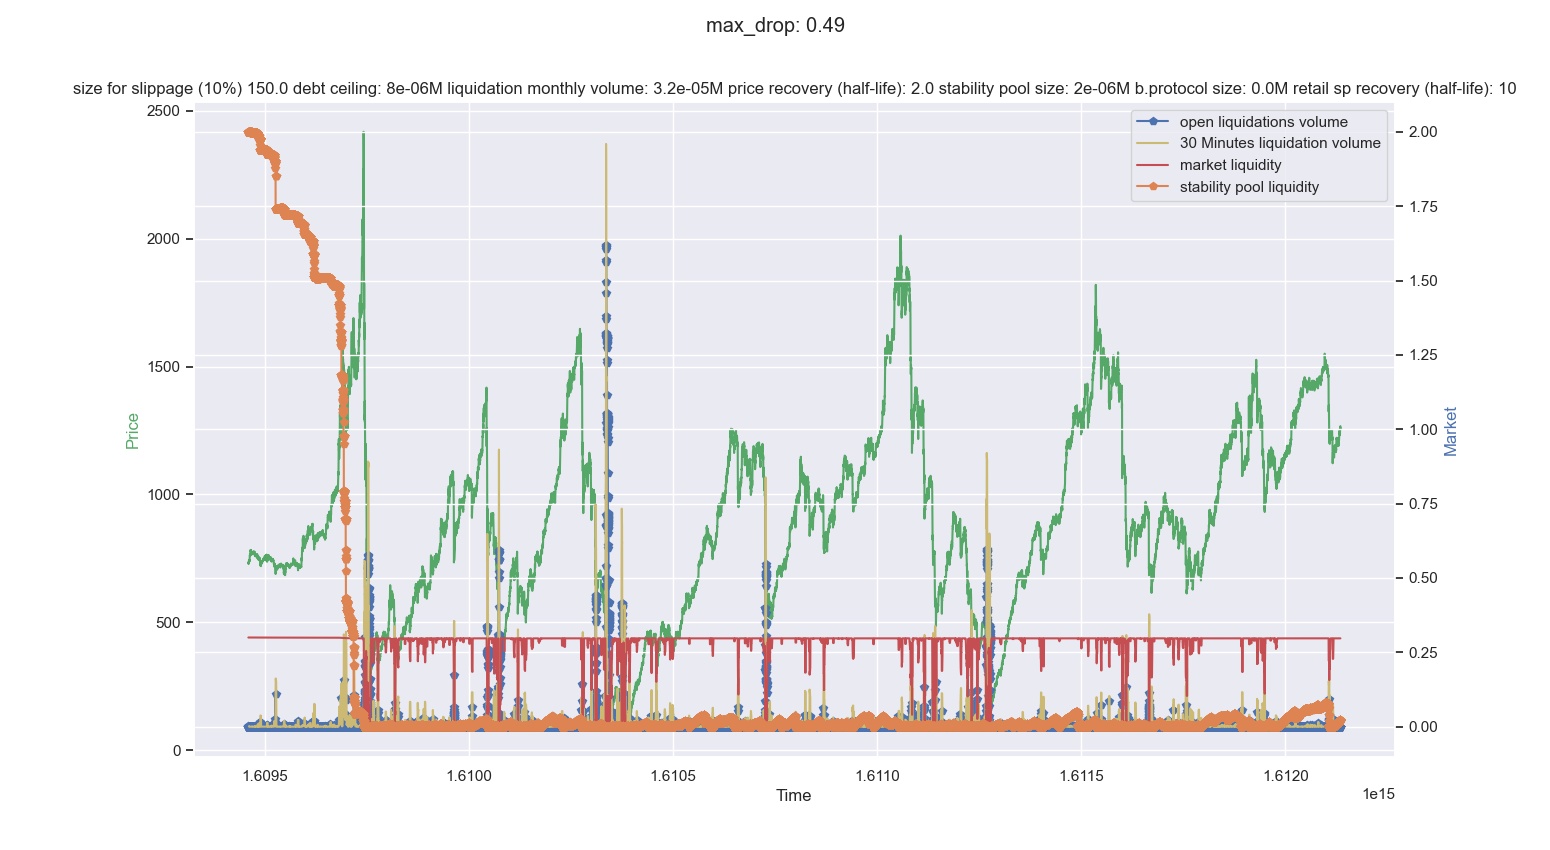 max_drop: 0.49
size for slippage (10%) 150.0 debt ceiling: 8e-06M liquidation monthly volume: 3.2e-05M price recovery (half-life): 2.0 stability pool size: 2e-06M b.protocol size: 0.0M retail sp recovery (half-life): 10
2500
2000
1500
1000
500
0
Price
open liquidations volume
30 Minutes liquidation volume
market liquidity
stability pool liquidity
2.00
1.75
1.50
1.25
1.00
0.75
0.50
0.25
0.00
Market
1.6095
1.6100
1.6105
1.6110
1.6115
1.6120
Time
1e15